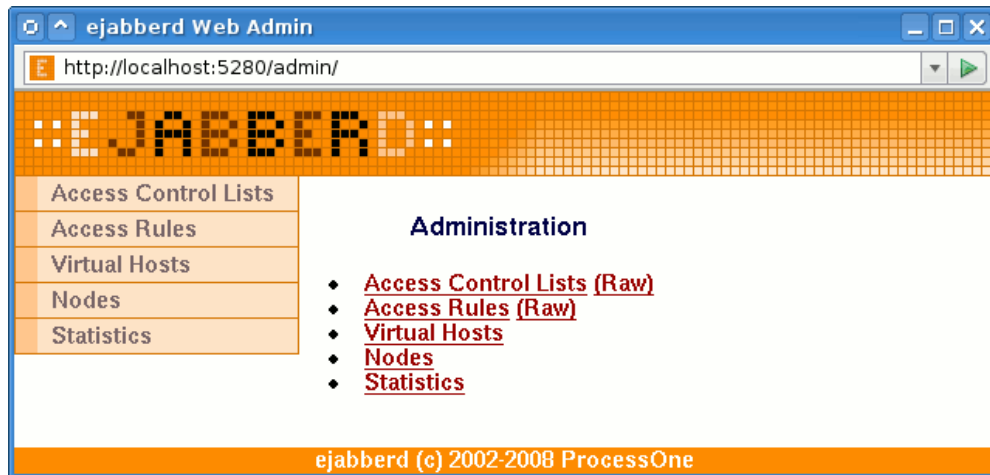 ejabberd Web Admin
http://localhost:5280/admin/
::EJABBERD::
Access Control Lists
Access Rules
Virtual Hosts
Nodes
Statistics
Administration
Access Control Lists (Raw)
Access Rules (Raw)
Virtual Hosts
Nodes
Statistics
ejabberd (c) 2002-2008 ProcessOne